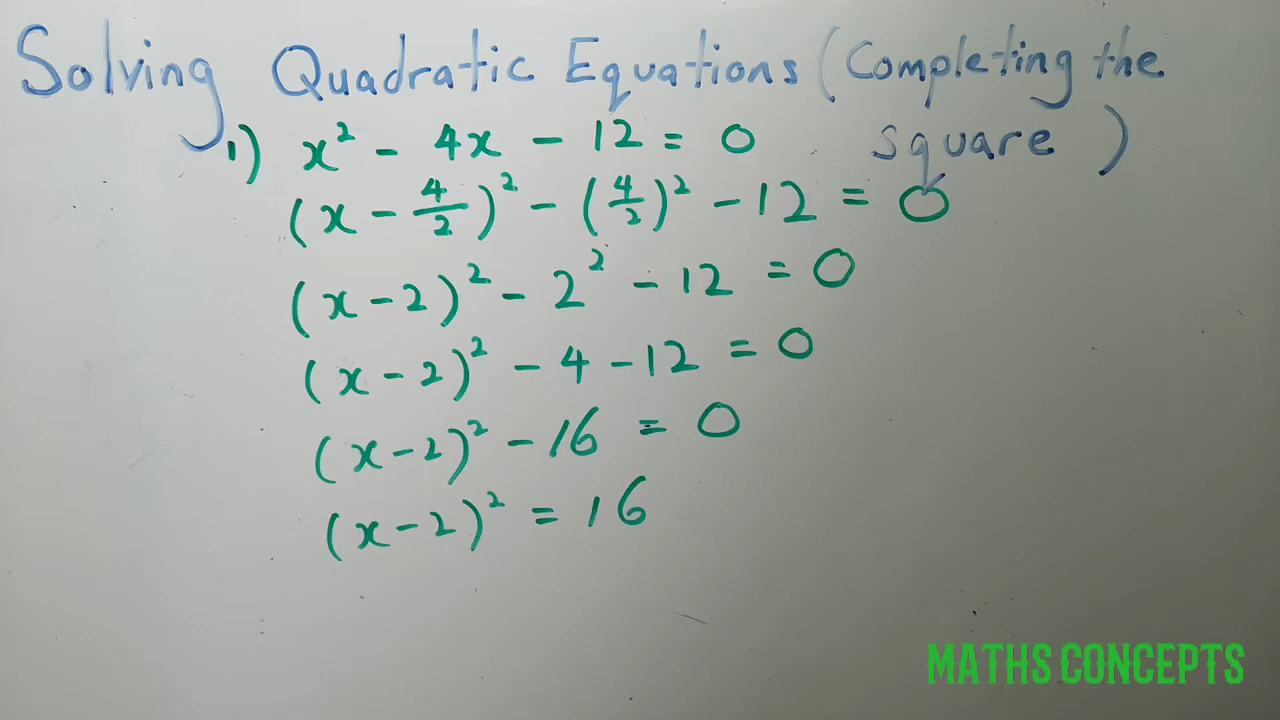 Solving Quadratic Equations (Completing the
square)
1) x² - 4x - 12 = 0
(x - 4/2)² - (4/2)² - 12 = 0
(x - 2)² - 2² - 12 = 0
(x - 2)² - 4 - 12 = 0
(x - 2)² - 16 = 0
(x - 2)² = 16
MATHS CONCEPTS